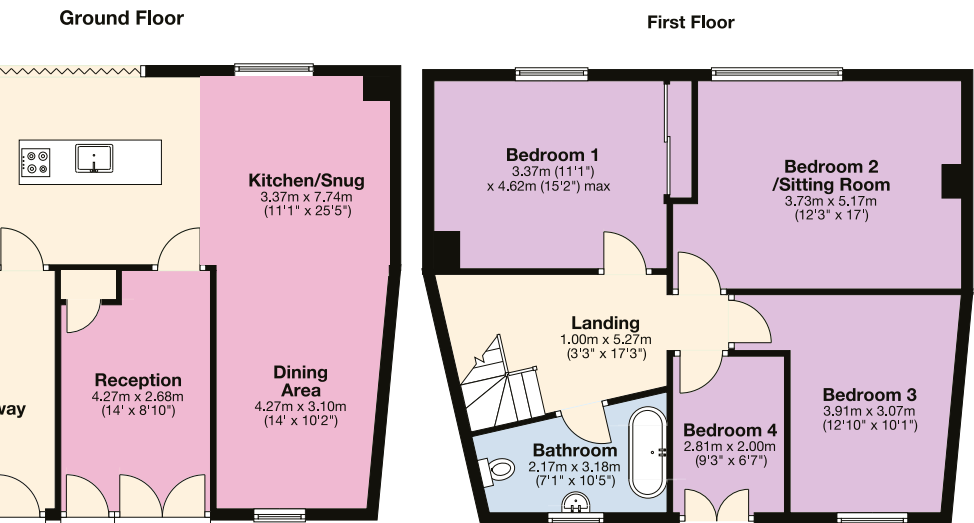 Ground Floor
First Floor
Kitchen/Snug
3.37m x 7.74m
(11'1" x 25'5")
Reception
4.27m x 2.68m
(14' x 8'10")
Dining
Area
4.27m x 3.10m
(14' x 10'2")
way
Bedroom 1
3.37m (11'1")
x 4.62m (15'2") max
Bedroom 2
/Sitting Room
3.73m x 5.17m
(12'3" x 17')
Landing
1.00m x 5.27m
(3'3" x 17'3")
Bedroom 3
3.91m x 3.07m
(12'10" x 10'1")
Bedroom 4
2.81m x 2.00m
(9'3" x 6'7")
Bathroom
2.17m x 3.18m
(7'1" x 10'5")